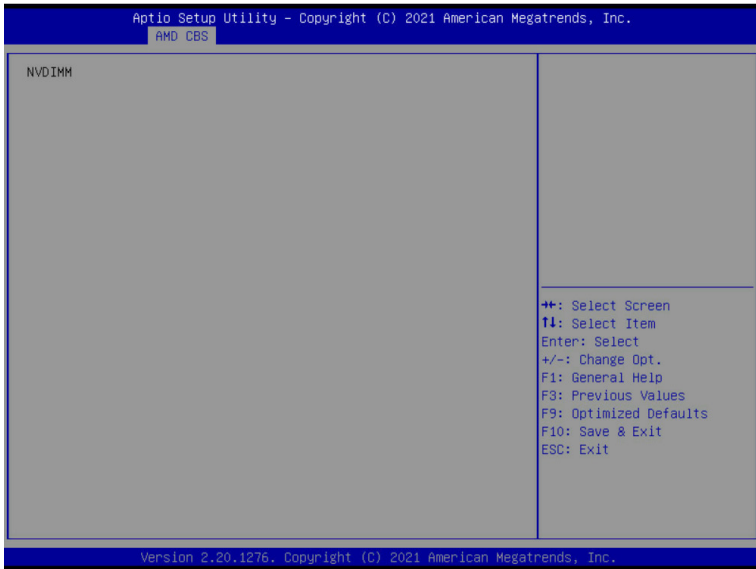 Aptio Setup Utility – Copyright (C) 2021 American Megatrends, Inc.
AMD CBS
NVDIMM
→←: Select Screen
↑↓: Select Item
Enter: Select
+/-: Change Opt.
F1: General Help
F3: Previous Values
F9: Optimized Defaults
F10: Save & Exit
ESC: Exit
Version 2.20.1276. Copyright (C) 2021 American Megatrends, Inc.